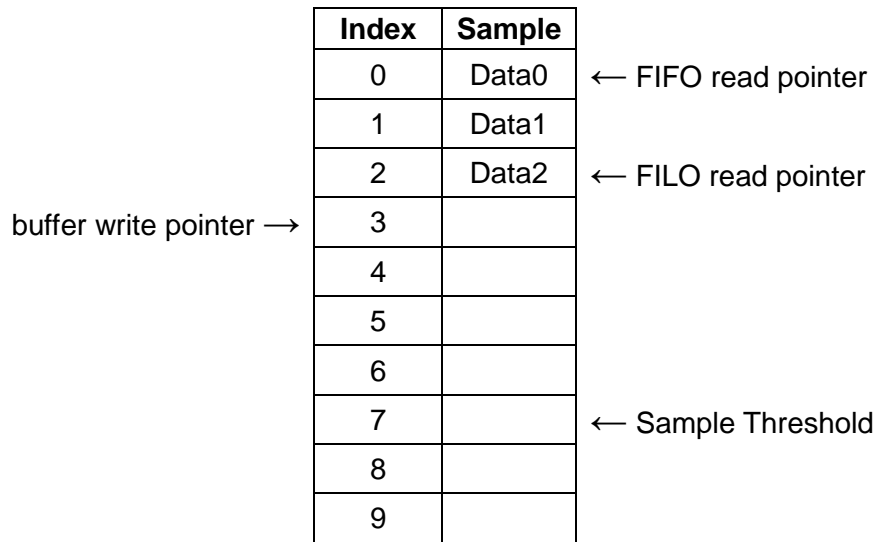 Index Sample
0 Data0 ← FIFO read pointer
1 Data1
2 Data2 ← FILO read pointer
buffer write pointer → 3
4
5
6
7 ← Sample Threshold
8
9